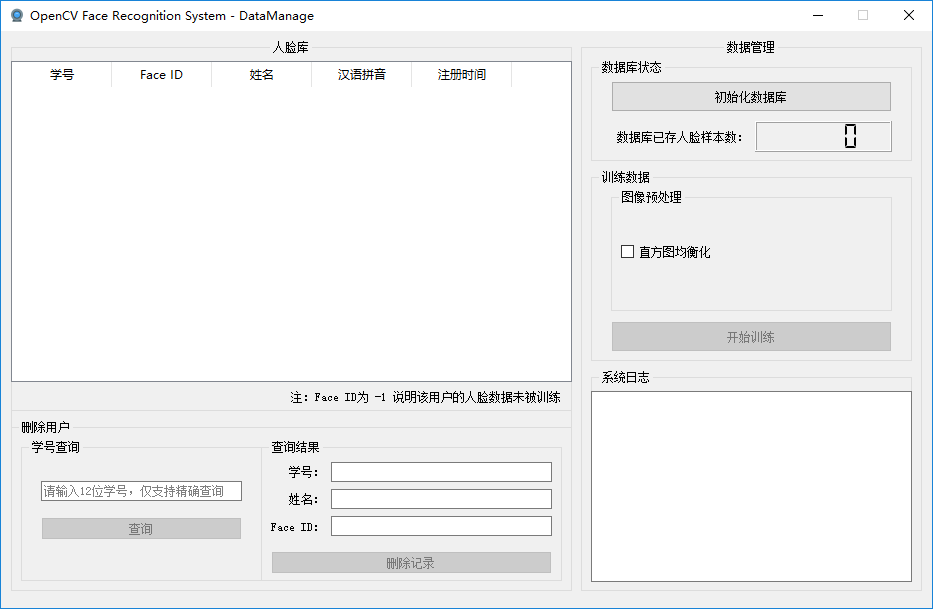 OpenCV Face Recognition System - DataManage
人脸库
学号 Face ID 姓名 汉语拼音 注册时间
注: Face ID为 -1 说明该用户的人脸数据未被训练
删除用户
学号查询
请输入12位学号，仅支持精确查询
查询
查询结果
学号:
姓名:
Face ID:
删除记录
数据管理
数据库状态
初始化数据库
数据库已存人脸样本数: 0
训练数据
图像预处理
直方图均衡化
开始训练
系统日志